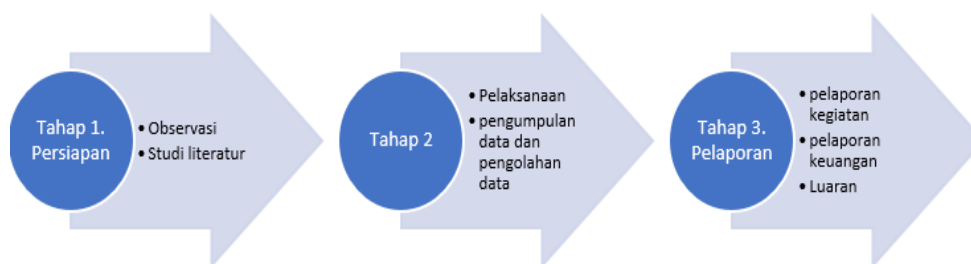 Tahap 1.
Persiapan
• Observasi
• Studi literatur
Tahap 2
• Pelaksanaan
• pengumpulan
data dan
pengolahan
data
Tahap 3.
Pelaporan
• pelaporan
kegiatan
• pelaporan
keuangan
• Luaran